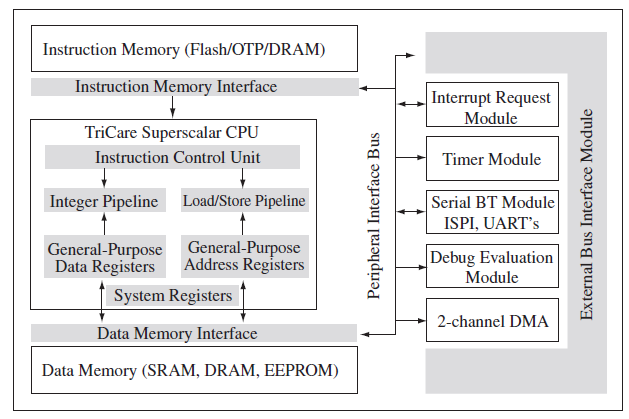 Instruction Memory (Flash/OTP/DRAM)
Instruction Memory Interface
TriCare Superscalar CPU
Instruction Control Unit
Integer Pipeline
Load/Store Pipeline
General-Purpose
Data Registers
General-Purpose
Address Registers
System Registers
Data Memory Interface
Data Memory (SRAM, DRAM, EEPROM)
Peripheral Interface Bus
Interrupt Request
Module
Timer Module
Serial BT Module
ISPI, UART's
Debug Evaluation
Module
2-channel DMA
External Bus Interface Module